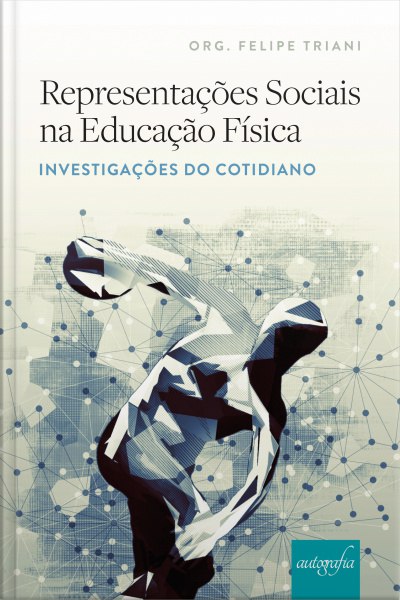 ORG. FELIPE TRIANI
Representações Sociais
na Educação Física
INVESTIGAÇÕES DO COTIDIANO
autografia